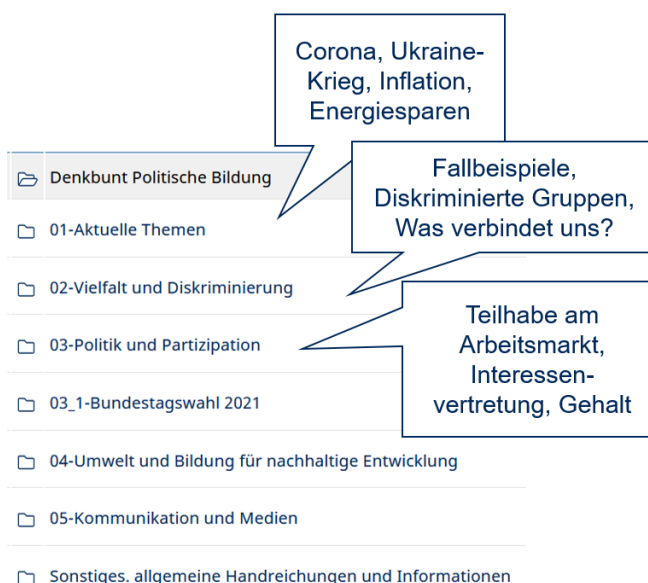 Corona, Ukraine-
Krieg, Inflation,
Energiesparen
Denkbunt Politische Bildung
Fallbeispiele,
Diskriminierte Gruppen,
Was verbindet uns?
01-Aktuelle Themen
02-Vielfalt und Diskriminierung
Teilhabe am
Arbeitsmarkt,
Interessen-
vertretung, Gehalt
03-Politik und Partizipation
03_1-Bundestagswahl 2021
04-Umwelt und Bildung für nachhaltige Entwicklung
05-Kommunikation und Medien
Sonstiges, allgemeine Handreichungen und Informationen